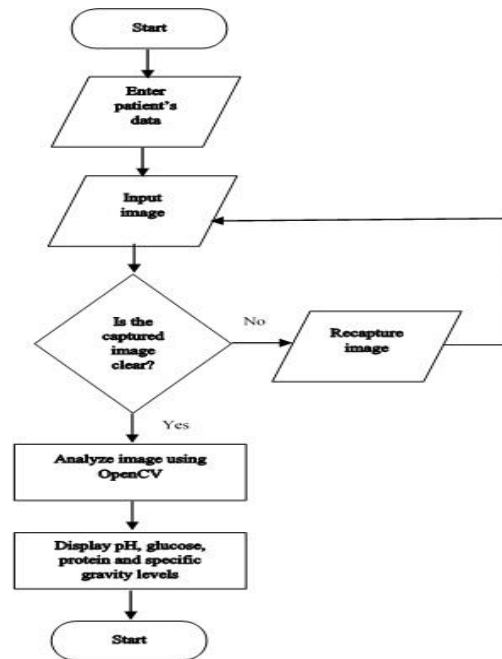 Start
Enter
patient's
data
Input
image
Is the
captured
image
clear?
No
Recapture
image
Yes
Analyze image using
OpenCV
Display pH, glucose,
protein and specific
gravity levels
Start